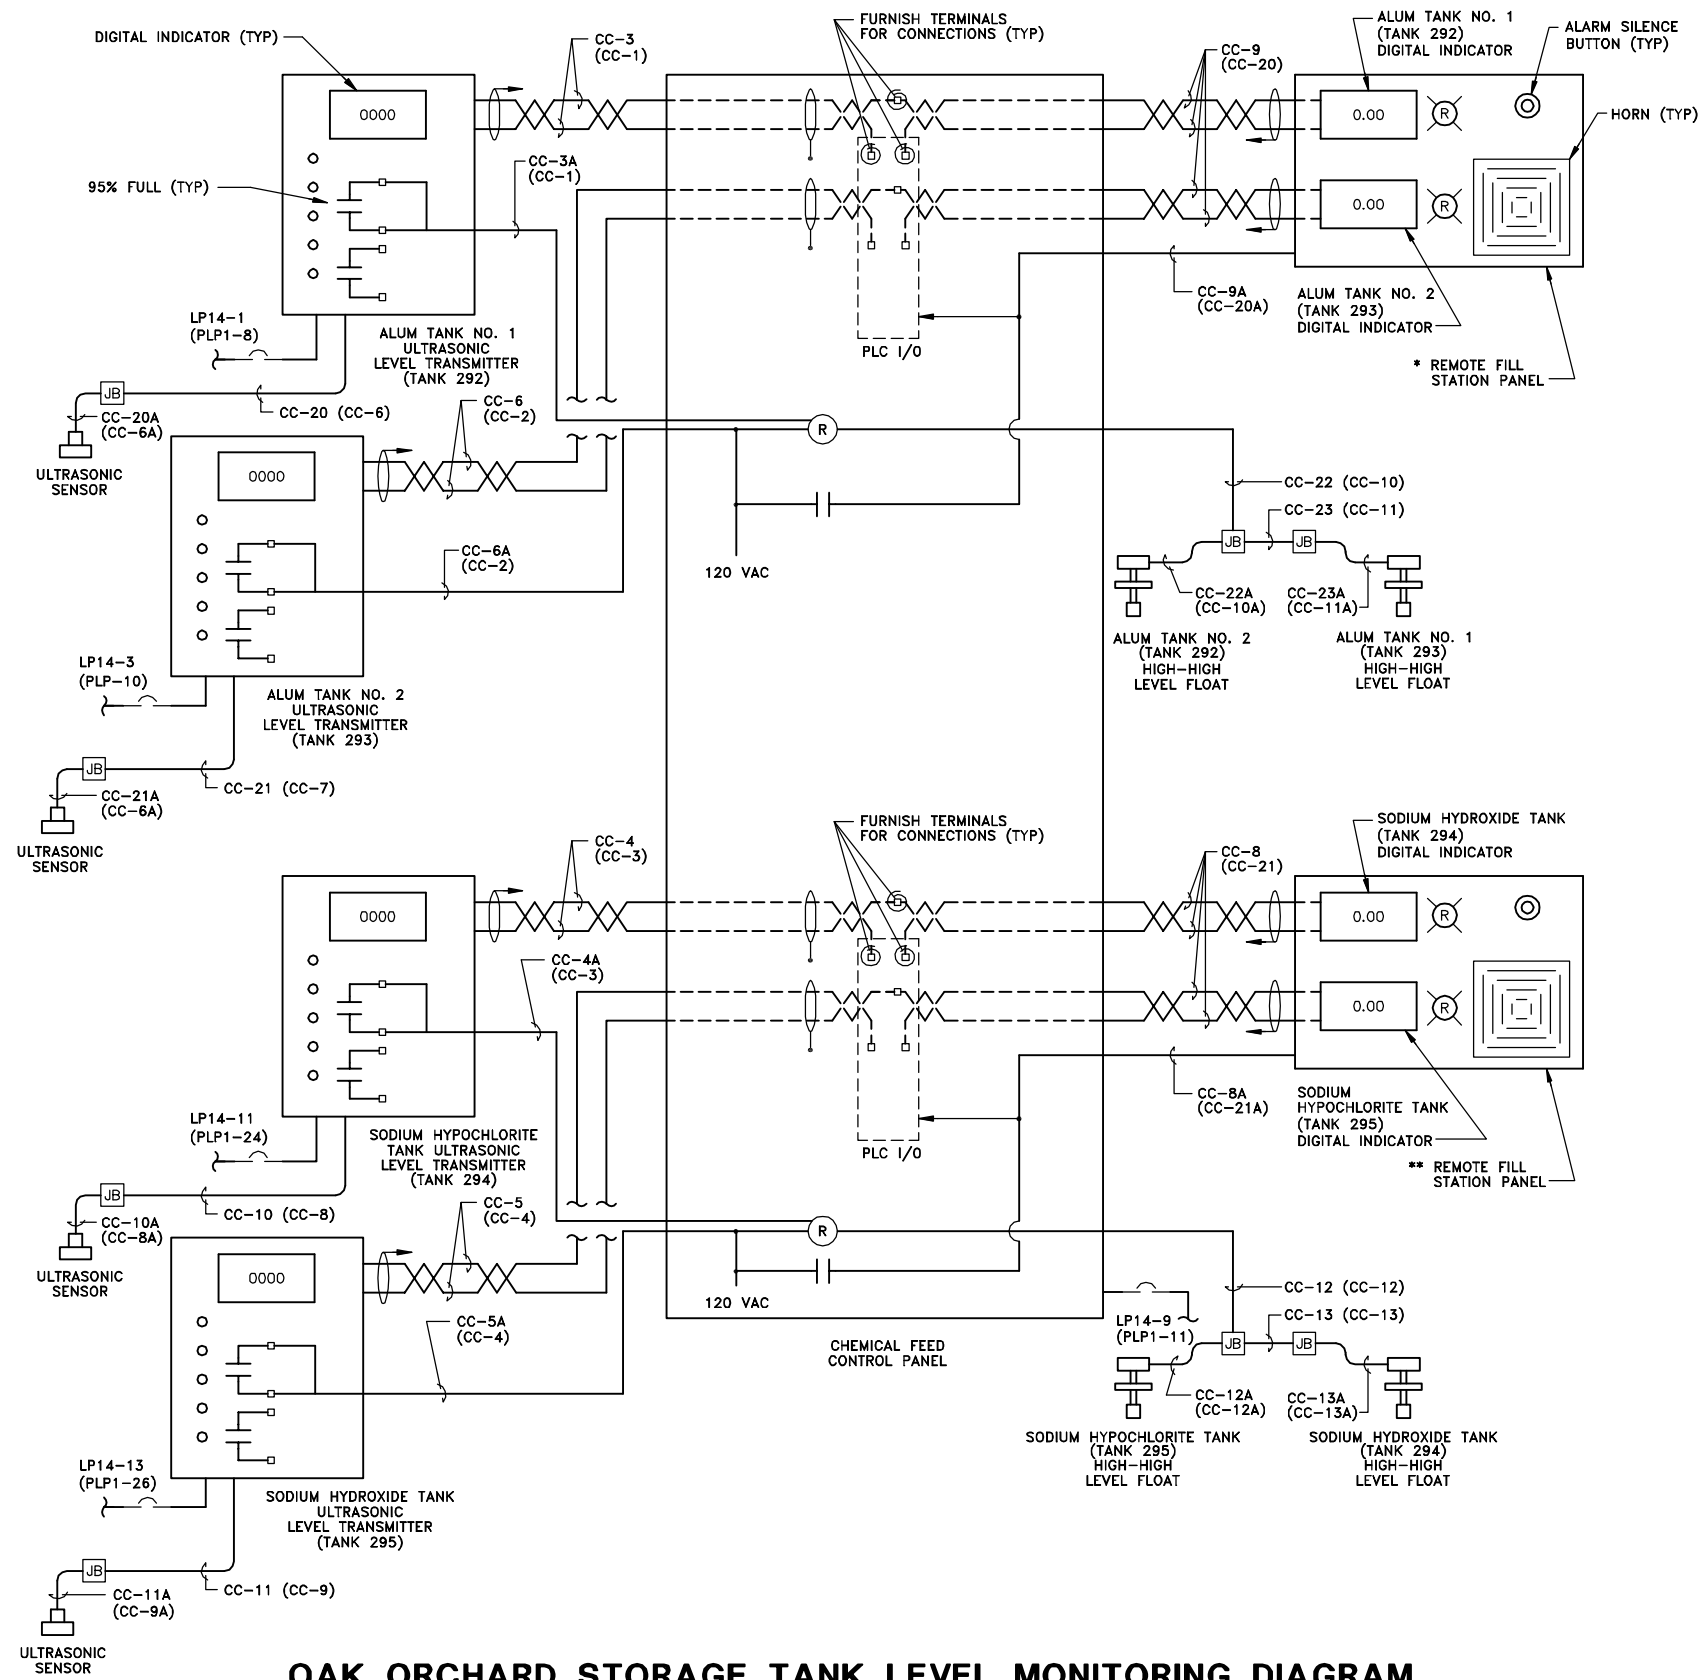 DIGITAL INDICATOR (TYP)
0000
95% FULL (TYP)
CC-3
(CC-1)
CC-3A
(CC-1)
LP14-1
(PLP1-8)
ALUM TANK NO. 1
ULTRASONIC
LEVEL TRANSMITTER
(TANK 292)
JB
CC-20 (CC-6)
CC-20A
(CC-6A)
ULTRASONIC
SENSOR
FURNISH TERMINALS
FOR CONNECTIONS (TYP)
PLC I/O
CC-9
(CC-20)
ALUM TANK NO. 1
(TANK 292)
DIGITAL INDICATOR
ALARM SILENCE
BUTTON (TYP)
0.00
R
HORN (TYP)
0.00
R
CC-9A
(CC-20A)
ALUM TANK NO. 2
(TANK 293)
DIGITAL INDICATOR
* REMOTE FILL
STATION PANEL
CC-6
(CC-2)
0000
CC-6A
(CC-2)
R
120 VAC
LP14-3
(PLP-10)
ALUM TANK NO. 2
ULTRASONIC
LEVEL TRANSMITTER
(TANK 293)
JB
CC-21 (CC-7)
CC-21A
(CC-6A)
ULTRASONIC
SENSOR
CC-22 (CC-10)
CC-23 (CC-11)
JB
JB
CC-22A
(CC-10A)
CC-23A
(CC-11A)
ALUM TANK NO. 2
(TANK 292)
HIGH-HIGH
LEVEL FLOAT
ALUM TANK NO. 1
(TANK 293)
HIGH-HIGH
LEVEL FLOAT
0000
CC-4
(CC-3)
CC-4A
(CC-3)
LP14-11
(PLP1-24)
SODIUM HYPOCHLORITE
TANK ULTRASONIC
LEVEL TRANSMITTER
(TANK 294)
JB
CC-10 (CC-8)
CC-10A
(CC-8A)
ULTRASONIC
SENSOR
FURNISH TERMINALS
FOR CONNECTIONS (TYP)
PLC I/O
CC-8
(CC-21)
SODIUM HYDROXIDE TANK
(TANK 294)
DIGITAL INDICATOR
0.00
R
0.00
R
CC-8A
(CC-21A)
SODIUM
HYPOCHLORITE TANK
(TANK 295)
DIGITAL INDICATOR
** REMOTE FILL
STATION PANEL
CC-5
(CC-4)
0000
CC-5A
(CC-4)
R
120 VAC
LP14-13
(PLP1-26)
SODIUM HYDROXIDE TANK
ULTRASONIC
LEVEL TRANSMITTER
(TANK 295)
JB
CC-11 (CC-9)
CC-11A
(CC-9A)
ULTRASONIC
SENSOR
CHEMICAL FEED
CONTROL PANEL
LP14-9
(PLP1-11)
CC-12 (CC-12)
CC-13 (CC-13)
JB
JB
CC-12A
(CC-12A)
CC-13A
(CC-13A)
SODIUM HYPOCHLORITE TANK
(TANK 295)
HIGH-HIGH
LEVEL FLOAT
SODIUM HYDROXIDE TANK
(TANK 294)
HIGH-HIGH
LEVEL FLOAT
OAK ORCHARD STORAGE TANK LEVEL MONITORING DIAGRAM